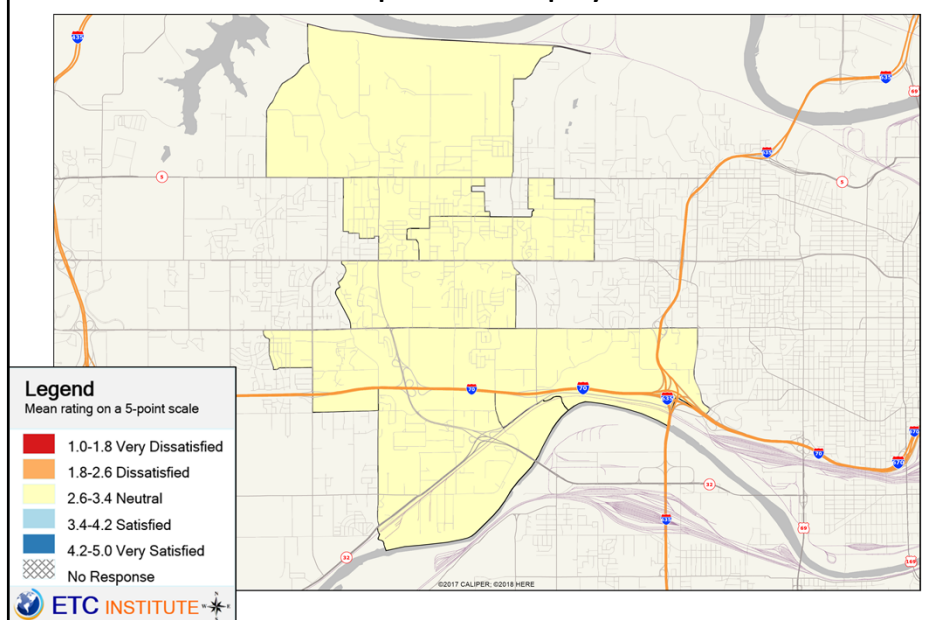 435
635
69
635
5
5
70
70
635
70
670
670
32
69
635
32
169
Legend
Mean rating on a 5-point scale
1.0-1.8 Very Dissatisfied
1.8-2.6 Dissatisfied
2.6-3.4 Neutral
3.4-4.2 Satisfied
4.2-5.0 Very Satisfied
No Response
©2017 CALIPER; ©2018 HERE
ETC INSTITUTE
W
N
E
S